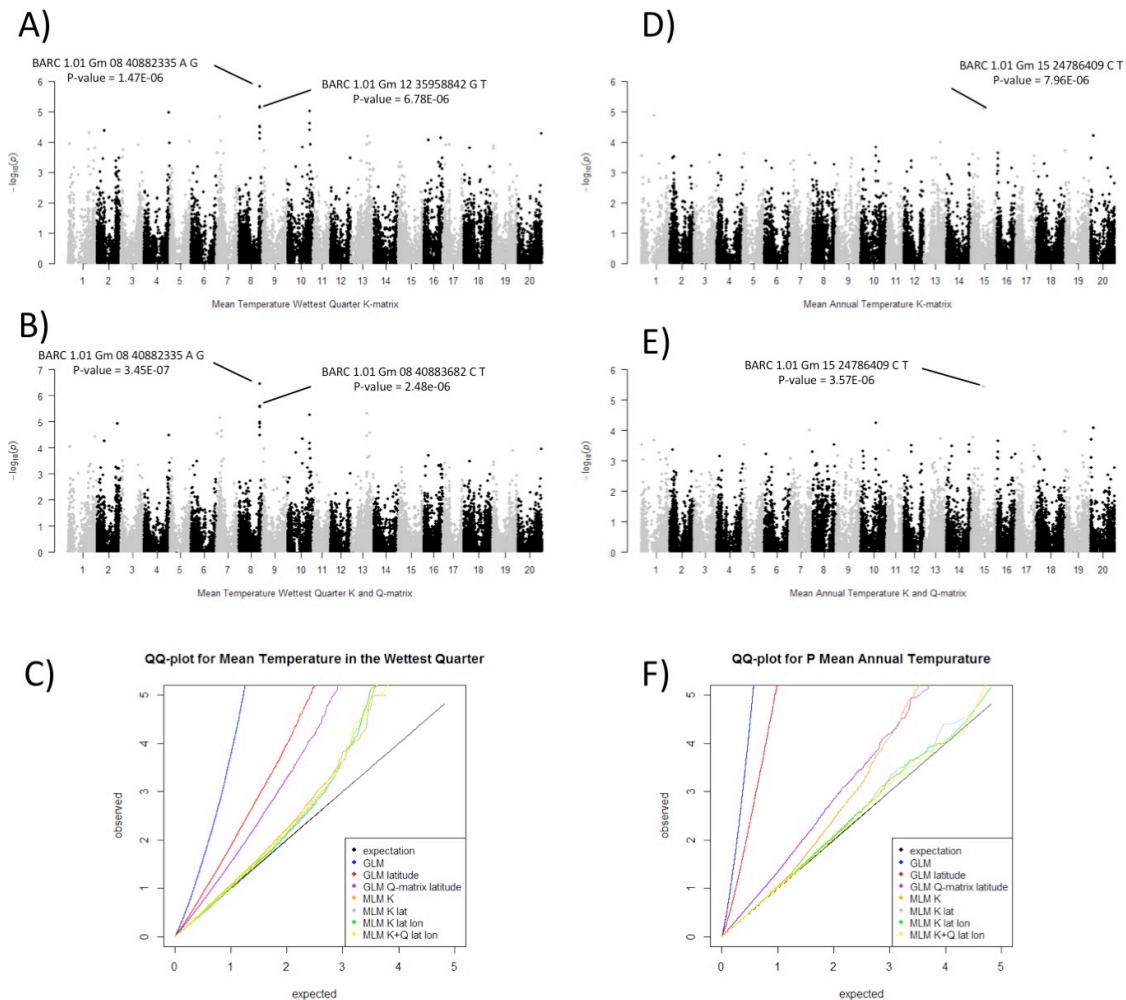 A)
BARC 1.01 Gm 08 40882335 A G
P-value = 1.47E-06
BARC 1.01 Gm 12 35958842 G T
P-value = 6.78E-06
6
5
4
3
2
1
0
−log10(p)
1 2 3 4 5 6 7 8 9 10 11 12 13 14 15 16 17 18 19 20
Mean Temperature Wettest Quarter K-matrix
B)
BARC 1.01 Gm 08 40882335 A G
P-value = 3.45E-07
BARC 1.01 Gm 08 40883682 C T
P-value = 2.48e-06
7
6
5
4
3
2
1
0
−log10(p)
1 2 3 4 5 6 7 8 9 10 11 12 13 14 15 16 17 18 19 20
Mean Temperature Wettest Quarter K and Q-matrix
C)
QQ-plot for Mean Temperature in the Wettest Quarter
5
4
3
2
1
0
observed
expectation
GLM
GLM latitude
GLM Q-matrix latitude
MLM K
MLM K lat
MLM K lat lon
MLM K+Q lat lon
0 1 2 3 4 5
expected
D)
BARC 1.01 Gm 15 24786409 C T
P-value = 7.96E-06
6
5
4
3
2
1
0
−log10(p)
1 2 3 4 5 6 7 8 9 10 11 12 13 14 15 16 17 18 19 20
Mean Annual Temperature K-matrix
E)
BARC 1.01 Gm 15 24786409 C T
P-value = 3.57E-06
6
5
4
3
2
1
0
−log10(p)
1 2 3 4 5 6 7 8 9 10 11 12 13 14 15 16 17 18 19 20
Mean Annual Temperature K and Q-matrix
F)
QQ-plot for P Mean Annual Tempurature
5
4
3
2
1
0
observed
expectation
GLM
GLM latitude
GLM Q-matrix latitude
MLM K
MLM K lat
MLM K lat lon
MLM K+Q lat lon
0 1 2 3 4 5
expected